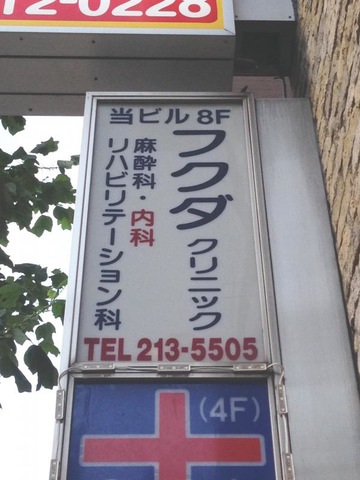 12-0228
当ビル 8F
フクダ クリニック
麻酔科・内科
リハビリテーション科
TEL 213-5505
(4F)